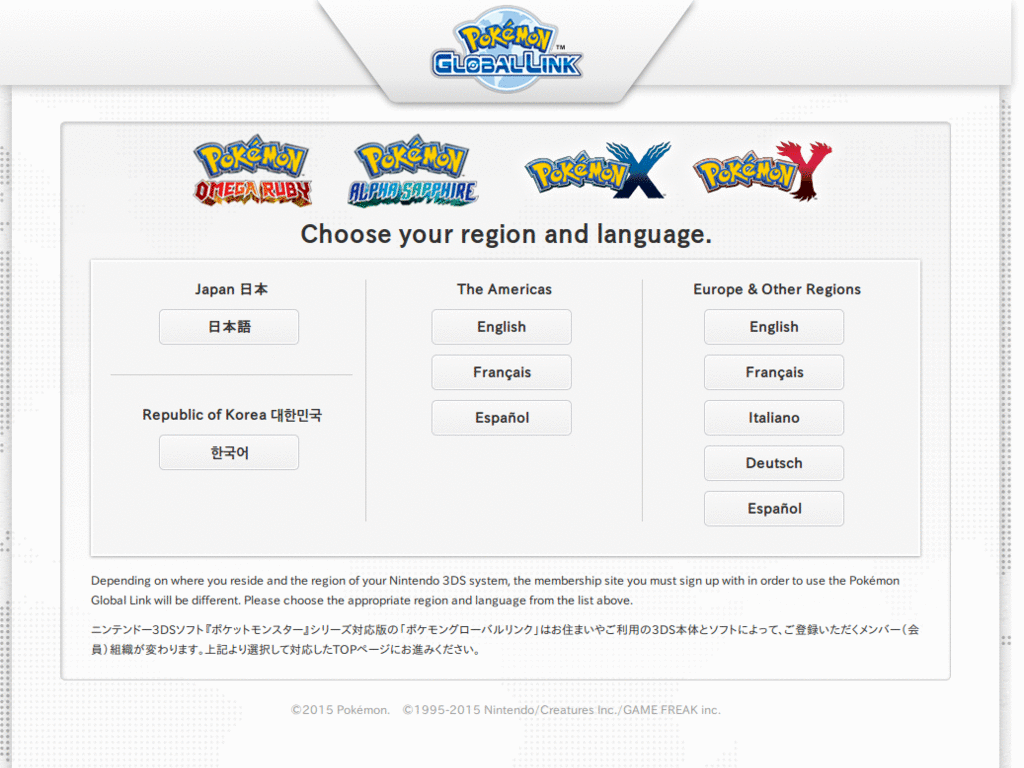 Pokémon
GLOBAL LINK ™
Pokémon OMEGA RUBY
Pokémon ALPHA SAPPHIRE
Pokémon X
Pokémon Y
Choose your region and language.
Japan 日本
日本語
Republic of Korea 대한민국
한국어
The Americas
English
Français
Español
Europe & Other Regions
English
Français
Italiano
Deutsch
Español
Depending on where you reside and the region of your Nintendo 3DS system, the membership site you must sign up with in order to use the Pokémon
Global Link will be different. Please choose the appropriate region and language from the list above.
ニンテンドー3DSソフト『ポケットモンスター』シリーズ対応版の「ポケモングローバルリンク」はお住まいやご利用の3DS本体とソフトによって、ご登録いただくメンバー（会
員）組織が変わります。上記より選択して対応したTOPページにお進みください。
©2015 Pokémon. ©1995-2015 Nintendo/Creatures Inc./GAME FREAK inc.